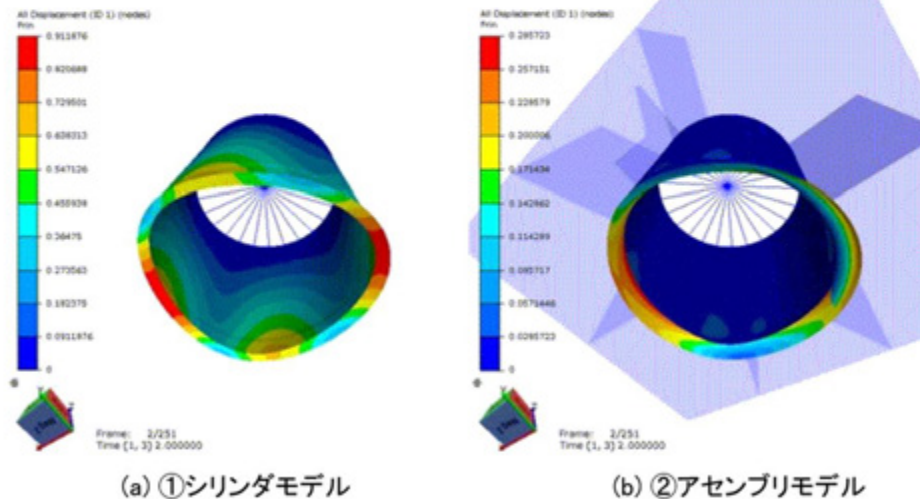 All Displacement (ID 1) (nodes)
Prin
0.911876
0.820688
0.729501
0.638313
0.547126
0.455938
0.36475
0.273563
0.182375
0.0911876
0
Frame: 2/251
Time [1, 3] 2.000000
(a) ①シリンダモデル
All Displacement (ID 1) (nodes)
Prin
0.285723
0.257151
0.228579
0.200006
0.171434
0.142862
0.114289
0.085717
0.0571446
0.0285723
0
Frame: 2/251
Time [1, 3] 2.000000
(b) ②アセンブリモデル